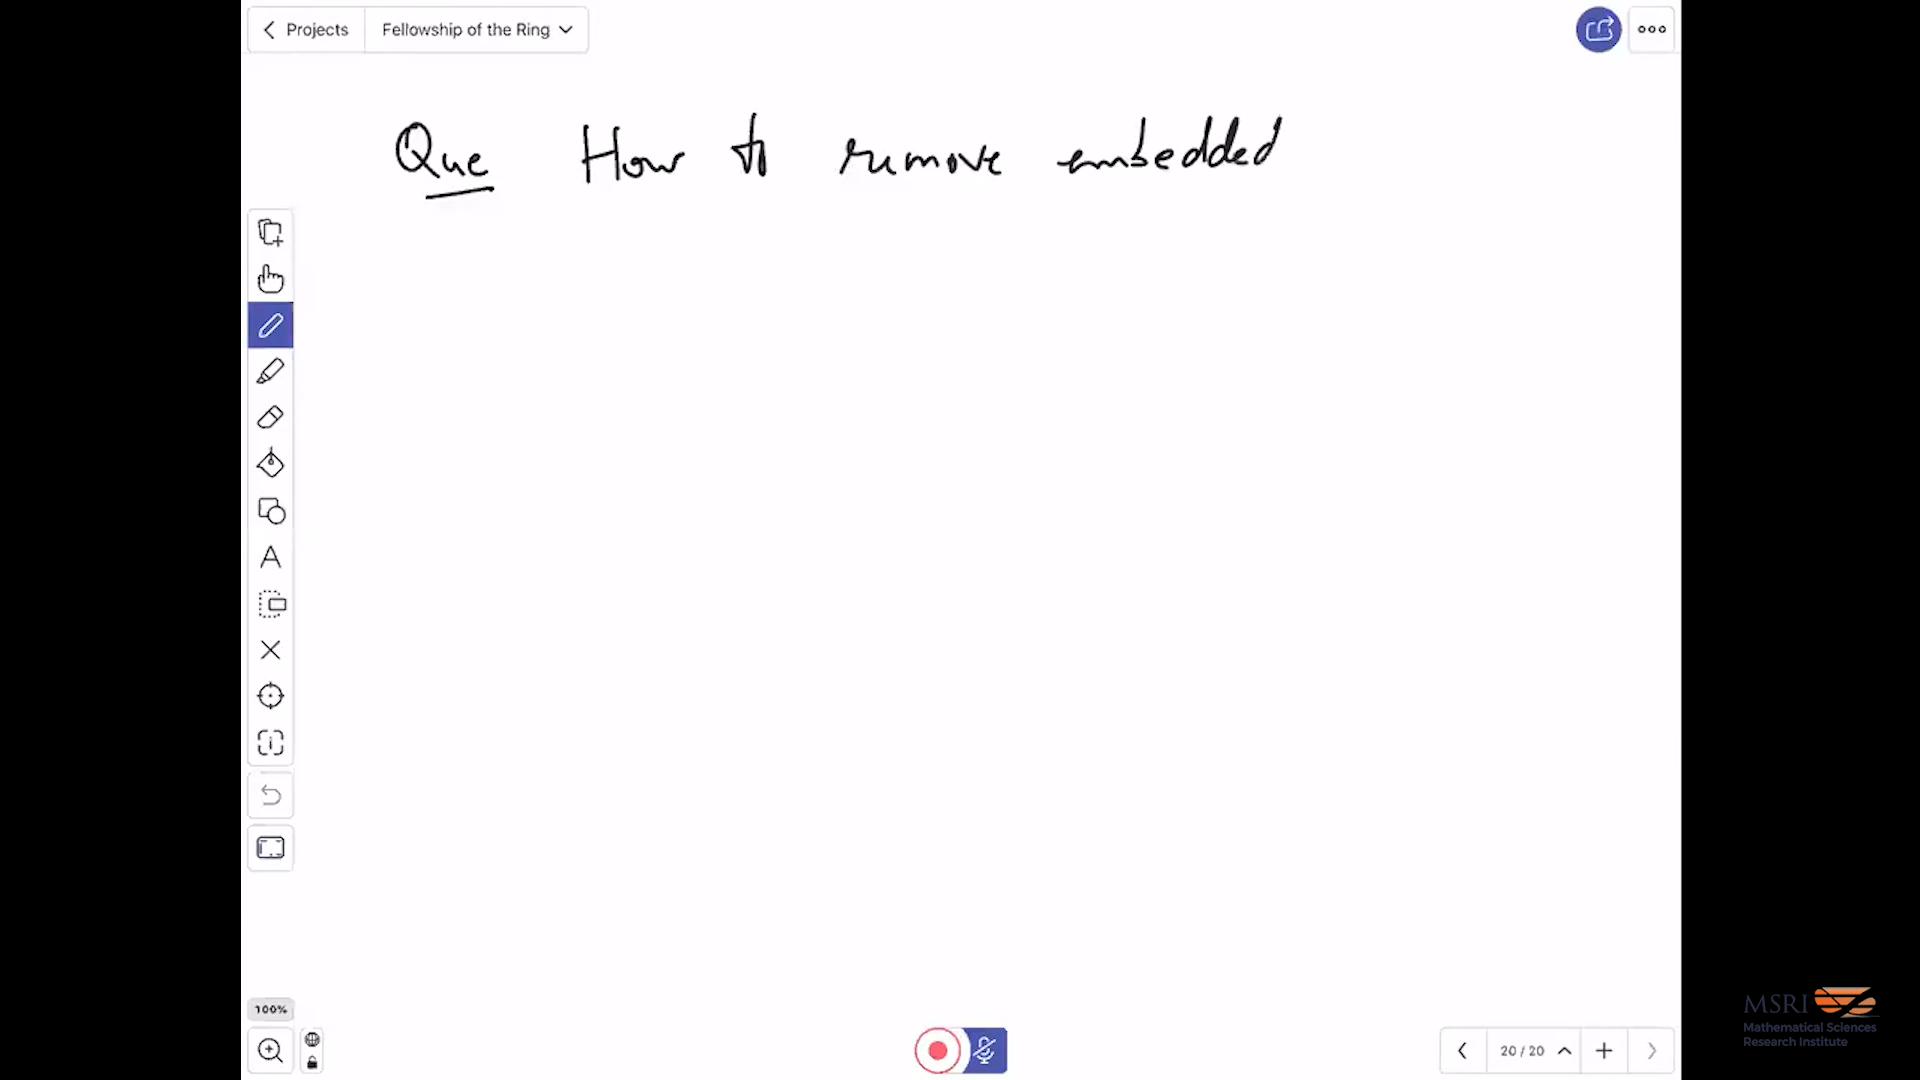 Projects
Fellowship of the Ring
Que How to remove embedded
A
100%
20 / 20
MSRI
Mathematical Sciences
Research Institute